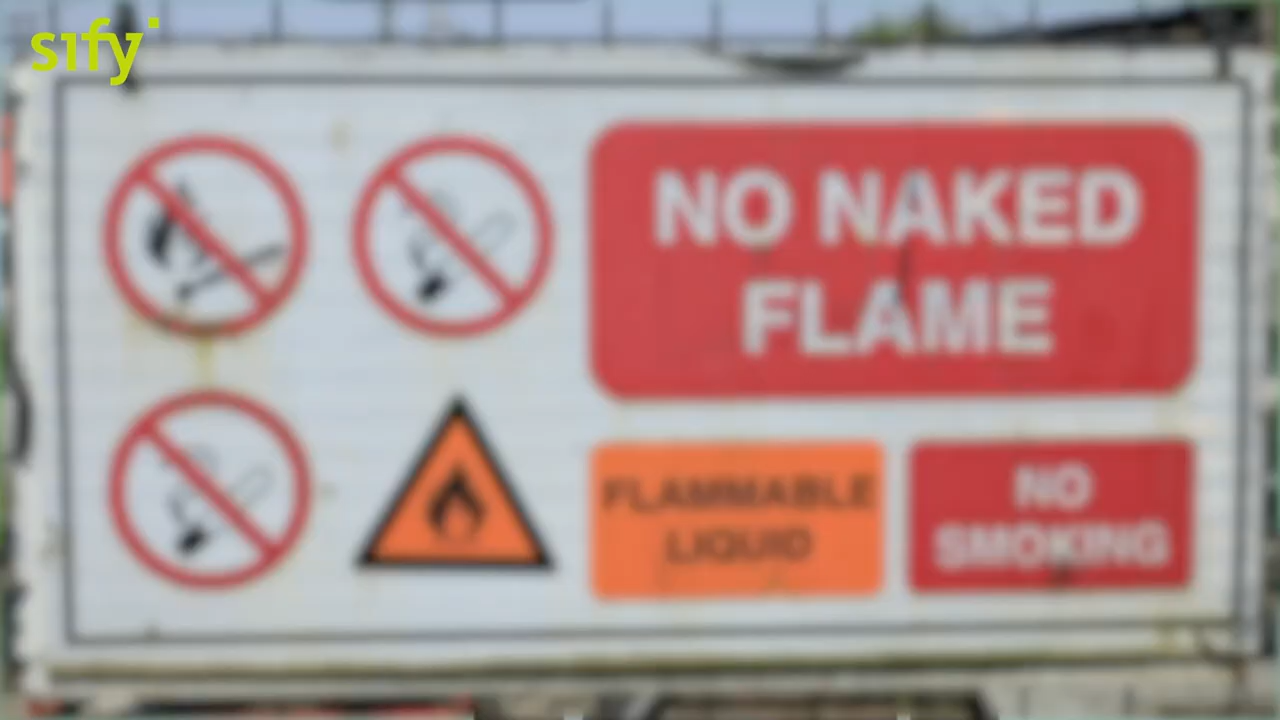 sify
NO NAKED
FLAME
FLAMMABLE
LIQUID
NO
SMOKING